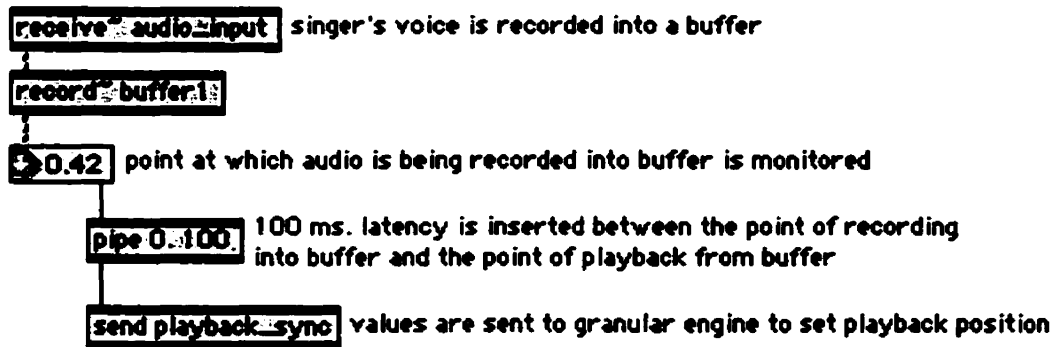 receive~ audio-input singer's voice is recorded into a buffer
record~ buffer1
0.42 point at which audio is being recorded into buffer is monitored
pipe 0. 100. 100 ms. latency is inserted between the point of recording
into buffer and the point of playback from buffer
send playback_sync values are sent to granular engine to set playback position